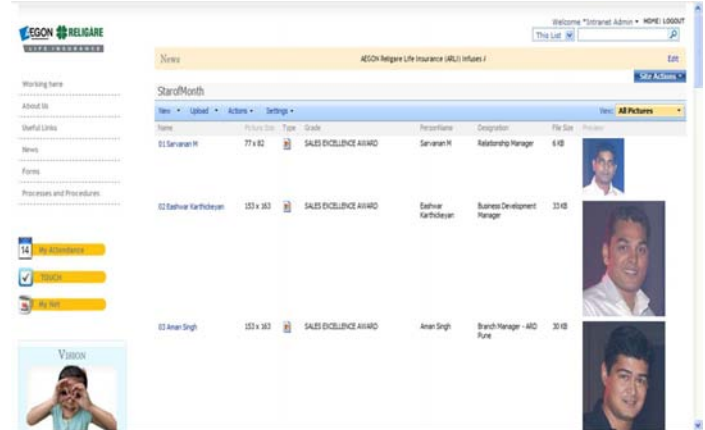 Welcome *Intranet Admin HOME| LOGOUT
AEGON RELIGARE
LIFE INSURANCE
This List
News
AEGON Religare Life Insurance (ARLI) Infuses
Edit
Site Actions
Working here
About Us
Useful Links
News
Forms
Processes and Procedures
StarofMonth
New Upload Actions Settings
View: All Pictures
Name Picture Size Type Grade PersonName Designation File Size Preview
01 Sarvanan M 77 x 82 SALES EXCELLENCE AWARD Sarvanan M Relationship Manager 6 KB
02 Eashwar Karthickeyan 153 x 163 SALES EXCELLENCE AWARD Eashwar Karthickeyan Business Development Manager 33 KB
03 Aman Singh 153 x 163 SALES EXCELLENCE AWARD Aman Singh Branch Manager - ARD Pune 30 KB
14 My Attendance
TOUCH
My Net
VISION